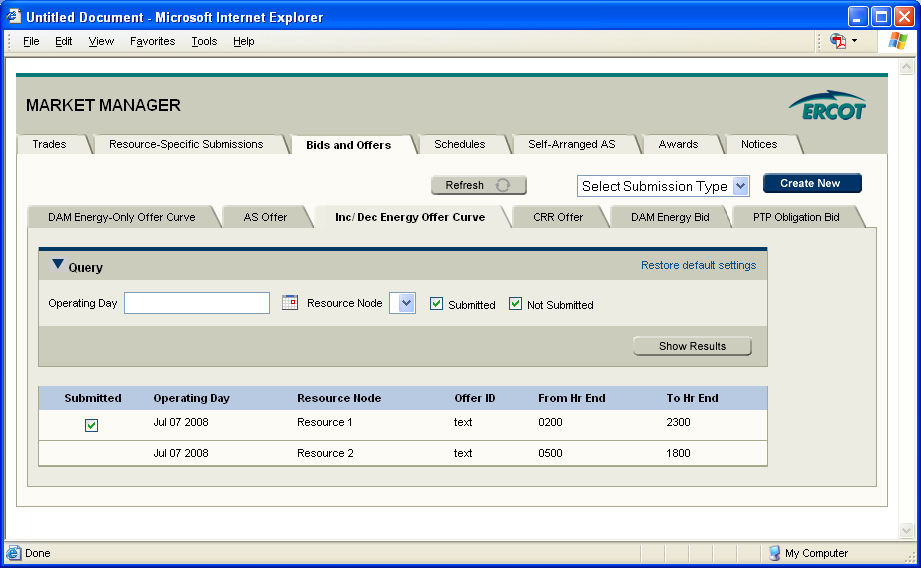 Untitled Document - Microsoft Internet Explorer
File Edit View Favorites Tools Help
MARKET MANAGER
ERCOT
Trades Resource-Specific Submissions Bids and Offers Schedules Self-Arranged AS Awards Notices
Refresh Select Submission Type Create New
DAM Energy-Only Offer Curve AS Offer Inc/ Dec Energy Offer Curve CRR Offer DAM Energy Bid PTP Obligation Bid
Query Restore default settings
Operating Day Resource Node Submitted Not Submitted
Show Results
Submitted Operating Day Resource Node Offer ID From Hr End To Hr End
Jul 07 2008 Resource 1 text 0200 2300
Jul 07 2008 Resource 2 text 0500 1800
Done My Computer